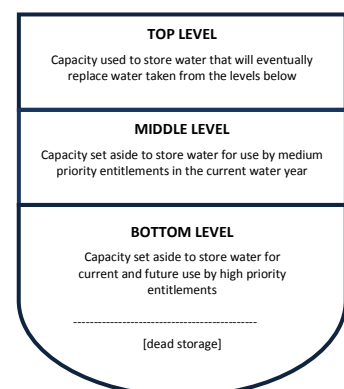 TOP LEVEL
Capacity used to store water that will eventually
replace water taken from the levels below
MIDDLE LEVEL
Capacity set aside to store water for use by medium
priority entitlements in the current water year
BOTTOM LEVEL
Capacity set aside to store water for
current and future use by high priority
entitlements
[dead storage]